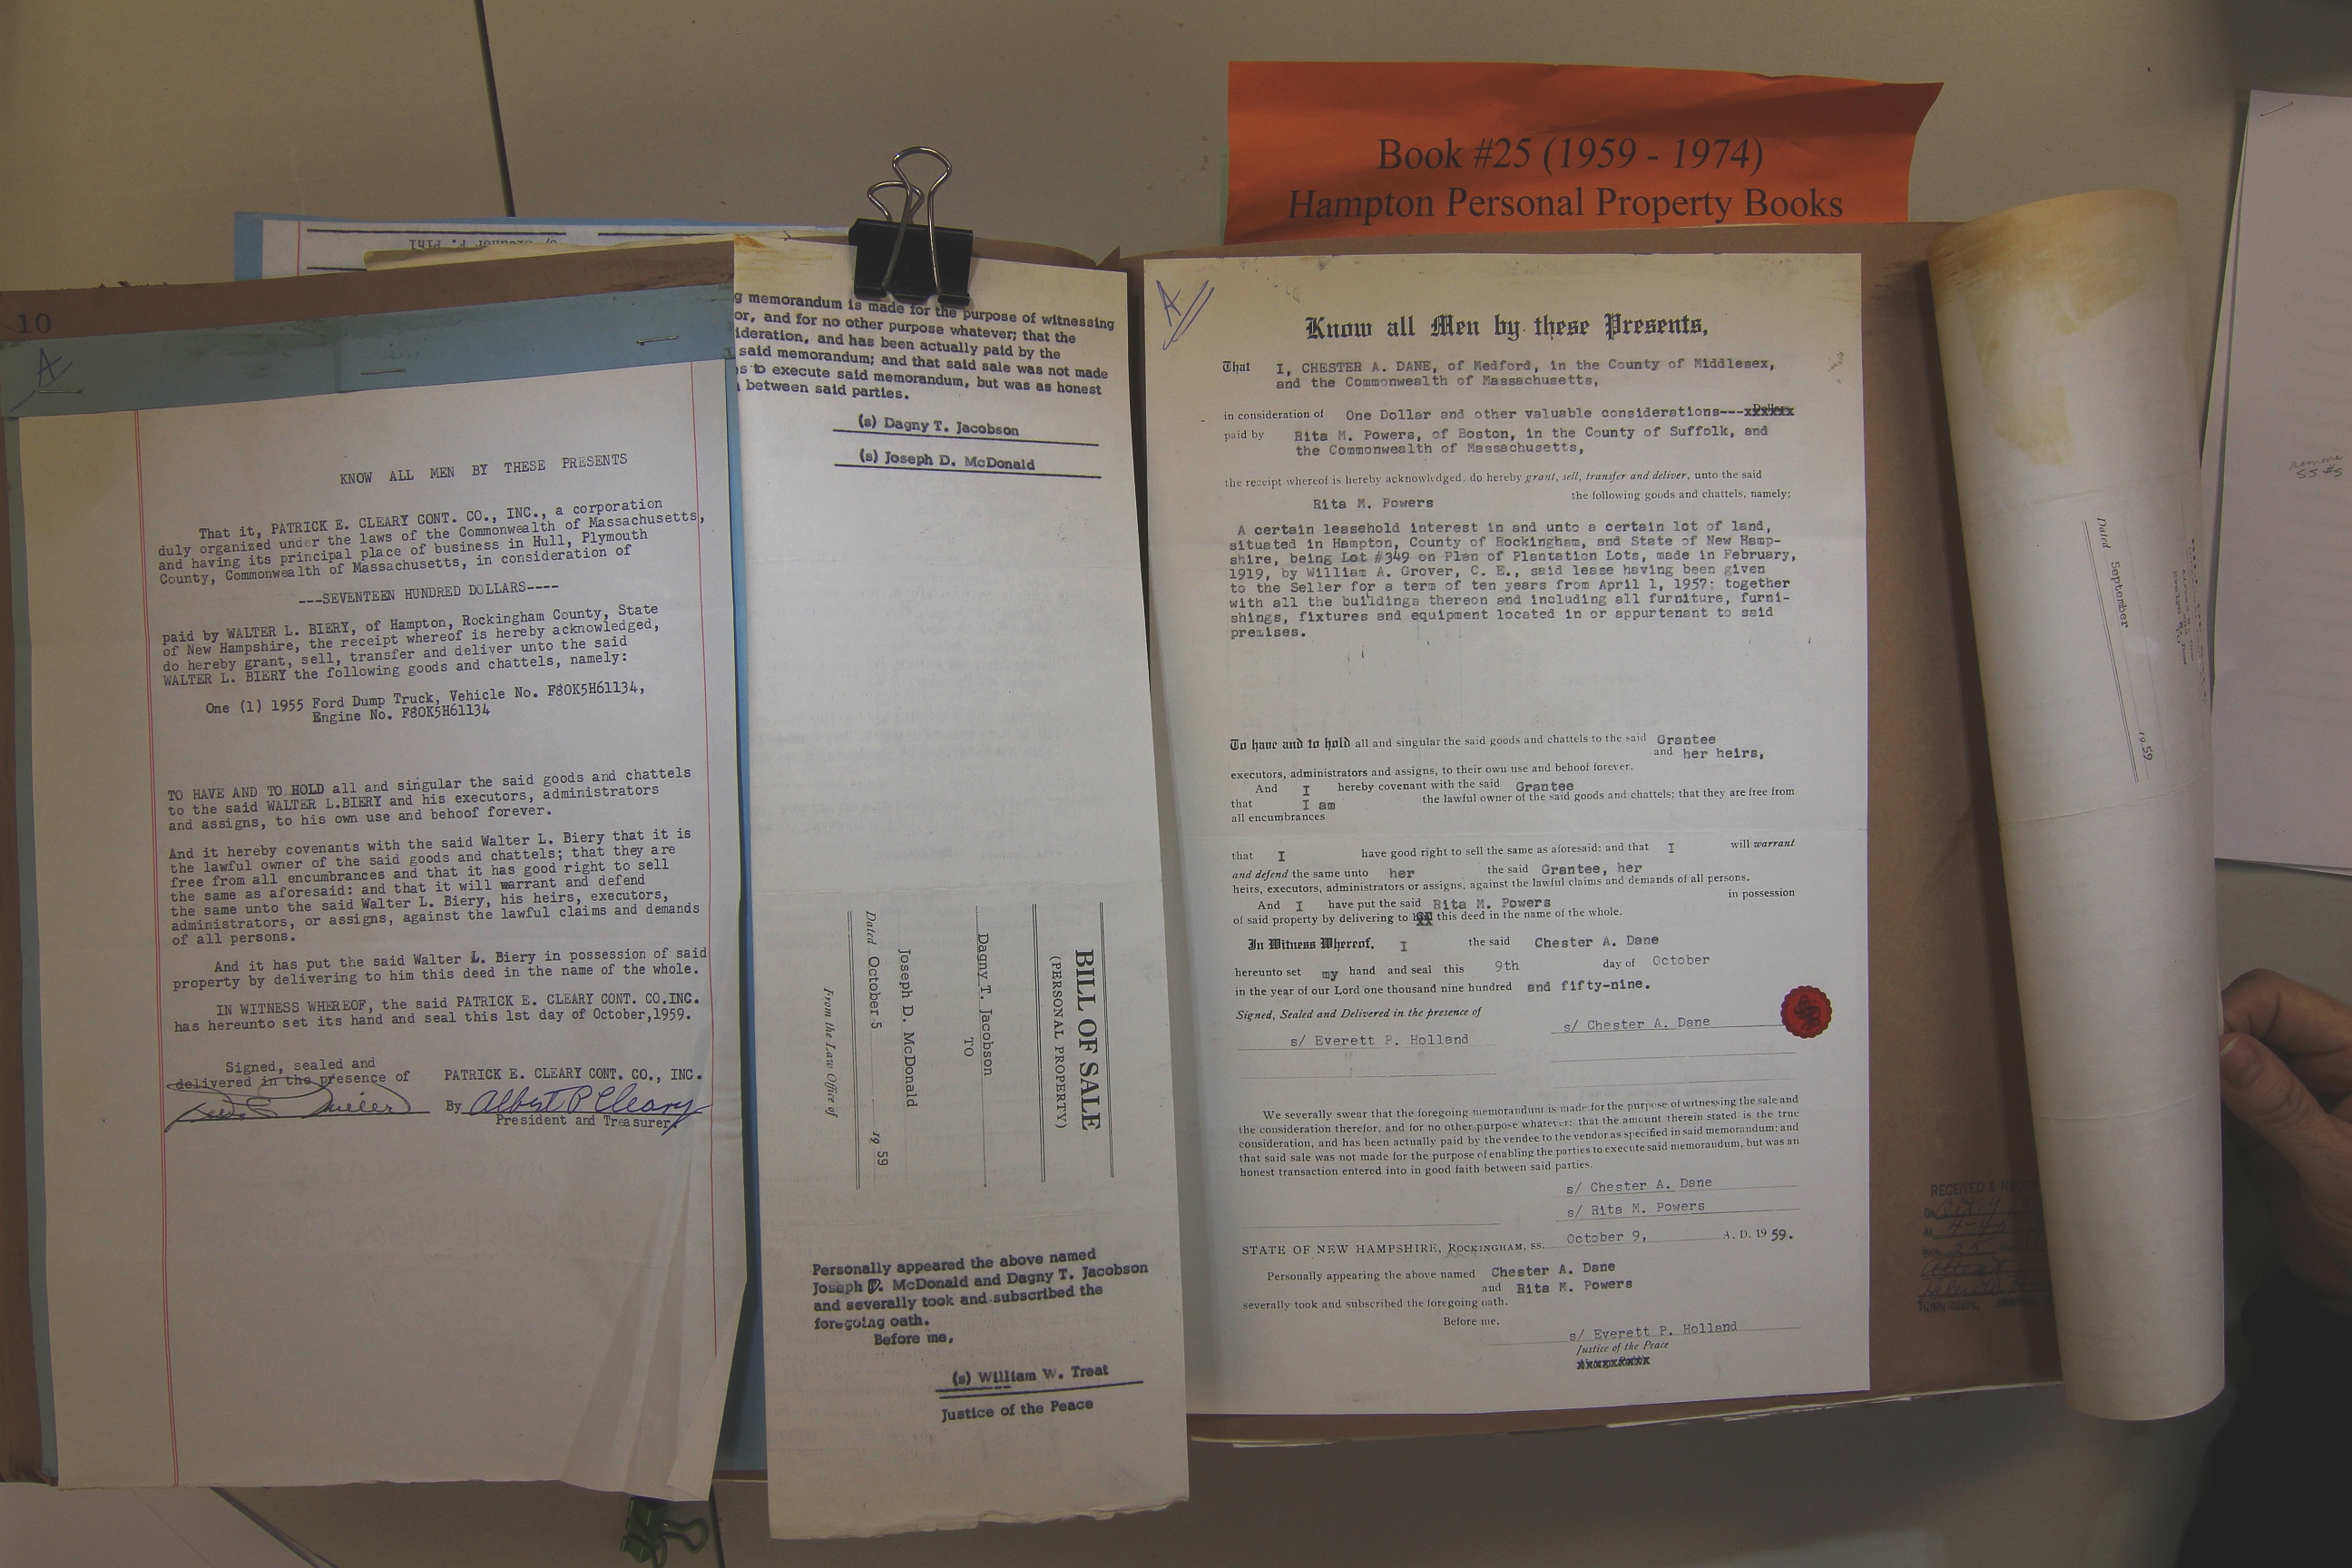 Book #25 (1959 - 1974)
Hampton Personal Property Books
10
A
KNOW ALL MEN BY THESE PRESENTS
That it, PATRICK E. CLEARY CONT. CO., INC., a corporation
duly organized under the laws of the Commonwealth of Massachusetts,
and having its principal place of business in Hull, Plymouth
County, Commonwealth of Massachusetts, in consideration of
---SEVENTEEN HUNDRED DOLLARS----
paid by WALTER L. BIERY, of Hampton, Rockingham County, State
of New Hampshire, the receipt whereof is hereby acknowledged,
do hereby grant, sell, transfer and deliver unto the said
WALTER L. BIERY the following goods and chattels, namely:
One (1) 1955 Ford Dump Truck, Vehicle No. F80K5H61134,
Engine No. F80K5H61134
TO HAVE AND TO HOLD all and singular the said goods and chattels
to the said WALTER L.BIERY and his executors, administrators
and assigns, to his own use and behoof forever.
And it hereby covenants with the said Walter L. Biery that it is
the lawful owner of the said goods and chattels; that they are
free from all encumbrances and that it has good right to sell
the same as aforesaid: and that it will warrant and defend
the same unto the said Walter L. Biery, his heirs, executors,
administrators, or assigns, against the lawful claims and demands
of all persons.
And it has put the said Walter L. Biery in possession of said
property by delivering to him this deed in the name of the whole.
IN WITNESS WHEREOF, the said PATRICK E. CLEARY CONT. CO.INC.
has hereunto set its hand and seal this 1st day of October,1959.
Signed, sealed and
delivered in the presence of
PATRICK E. CLEARY CONT. CO., INC.
By Albert P Cleary
President and Treasurer
g memorandum is made for the purpose of witnessing
or, and for no other purpose whatever; that the
ideration, and has been actually paid by the
said memorandum; and that said sale was not made
s to execute said memorandum, but was as honest
between said parties.
(s) Dagny T. Jacobson
(s) Joseph D. McDonald
BILL OF SALE
(PERSONAL PROPERTY)
Dagny T. Jacobson
TO
Joseph D. McDonald
Dated October 5 19 59
From the Law Office of
Personally appeared the above named
Joseph D. McDonald and Dagny T. Jacobson
and severally took and subscribed the
foregoing oath.
Before me,
(s) William W. Treat
Justice of the Peace
A
Know all Men by these Presents,
That I, CHESTER A. DANE, of Medford, in the County of Middlesex,
and the Commonwealth of Massachusetts,
in consideration of One Dollar and other valuable considerations---xxxxxx
paid by Rita M. Powers, of Boston, in the County of Suffolk, and
the Commonwealth of Massachusetts,
the receipt whereof is hereby acknowledged. do hereby grant, sell, transfer and deliver, unto the said
Rita M. Powers the following goods and chattels, namely;
A certain leasehold interest in and unto a certain lot of land,
situated in Hampton, County of Rockingham, and State of New Hamp-
shire, being Lot #349 on Plan of Plantation Lots, made in February,
1919, by William A. Grover, C. E., said lease having been given
to the Seller for a term of ten years from April 1, 1957; together
with all the buildings thereon and including all furniture, furni-
shings, fixtures and equipment located in or appurtenant to said
premises.
To have and to hold all and singular the said goods and chattels to the said Grantee
and her heirs,
executors, administrators and assigns, to their own use and behoof forever.
And I hereby covenant with the said Grantee
that I am the lawful owner of the said goods and chattels; that they are free from
all encumbrances
that I have good right to sell the same as aforesaid: and that I will warrant
and defend the same unto her the said Grantee, her
heirs, executors, administrators or assigns, against the lawful claims and demands of all persons.
And I have put the said Rita M. Powers in possession
of said property by delivering to this deed in the name of the whole.
In Witness Whereof, I the said Chester A. Dane
hereunto set my hand and seal this 9th day of October
in the year of our Lord one thousand nine hundred and fifty-nine.
Signed, Sealed and Delivered in the presence of
s/ Chester A. Dane
s/ Everett P. Holland
We severally swear that the foregoing memorandum is made for the purpose of witnessing the sale and
the consideration therefor, and for no other purpose whatever: that the amount therein stated is the true
consideration, and has been actually paid by the vendee to the vendor as specified in said memorandum; and
that said sale was not made for the purpose of enabling the parties to execute said memorandum, but was an
honest transaction entered into in good faith between said parties.
s/ Chester A. Dane
s/ Rita M. Powers
STATE OF NEW HAMPSHIRE, ROCKINGHAM, SS. October 9, A. D. 19 59.
Personally appearing the above named Chester A. Dane
and Rita M. Powers
severally took and subscribed the foregoing oath.
Before me,
s/ Everett P. Holland
Justice of the Peace
Dated September 19 59
RECEIVED &
remove
SS #s